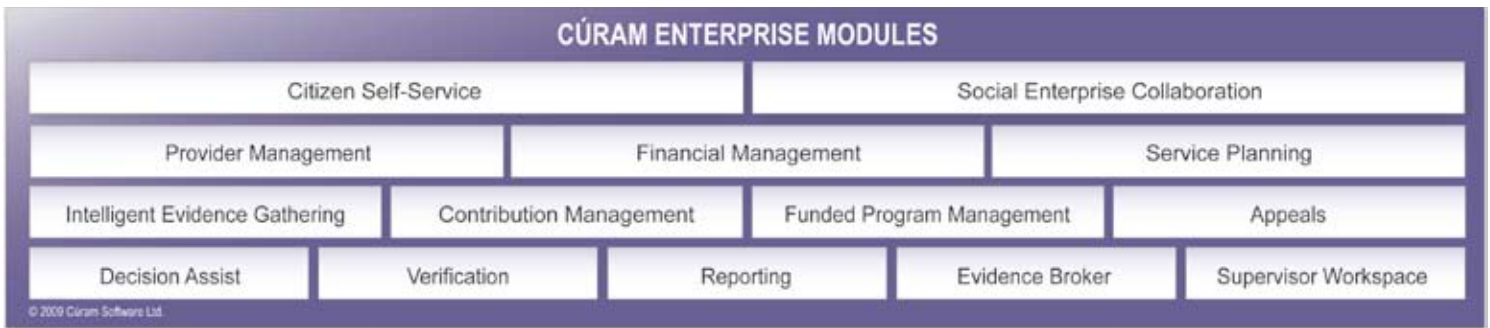 CÚRAM ENTERPRISE MODULES
Citizen Self-Service
Social Enterprise Collaboration
Provider Management
Financial Management
Service Planning
Intelligent Evidence Gathering
Contribution Management
Funded Program Management
Appeals
Decision Assist
Verification
Reporting
Evidence Broker
Supervisor Workspace
© 2009 Cúram Software Ltd.